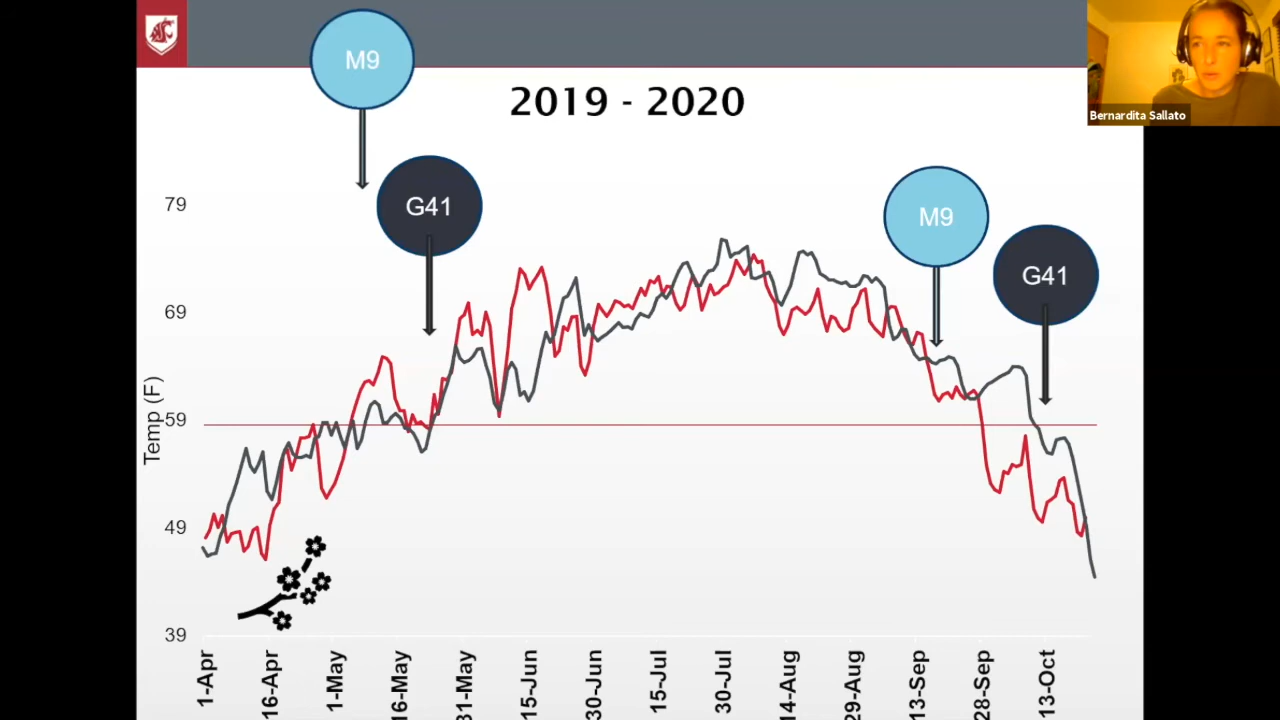 M9
2019 - 2020
Bernardita Sallato
G41
M9
G41
Temp (F)
79
69
59
49
39
1-Apr
16-Apr
1-May
16-May
31-May
15-Jun
30-Jun
15-Jul
30-Jul
14-Aug
29-Aug
13-Sep
28-Sep
13-Oct